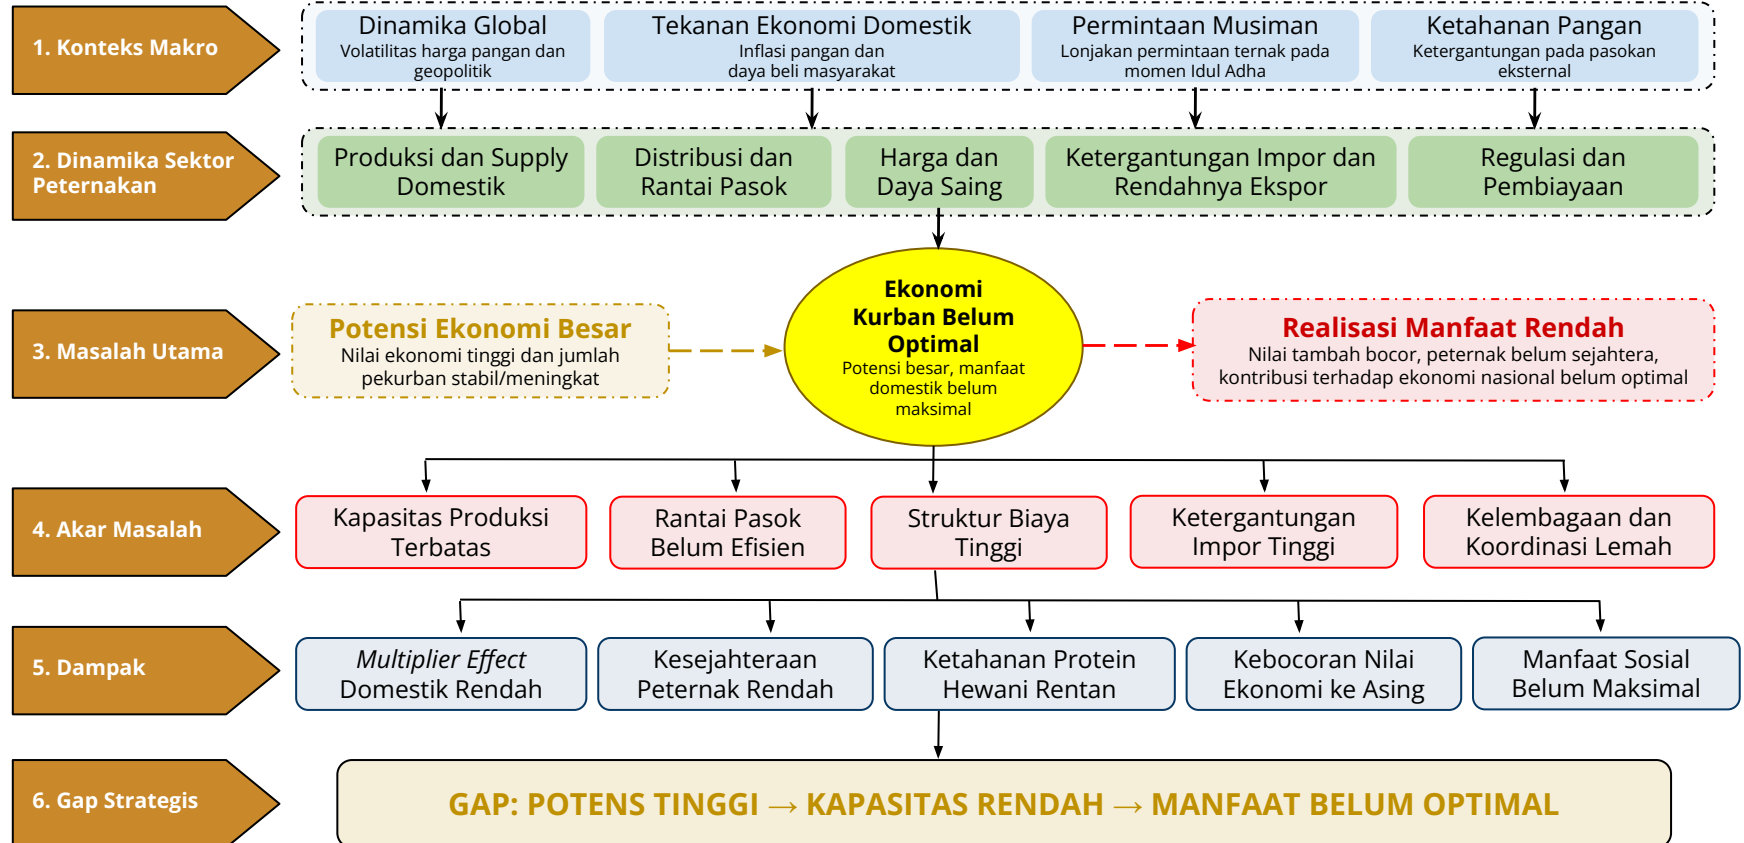 1. Konteks Makro
Dinamika Global
Volatilitas harga pangan dan
geopolitik
Tekanan Ekonomi Domestik
Inflasi pangan dan
daya beli masyarakat
Permintaan Musiman
Lonjakan permintaan ternak pada
momen Idul Adha
Ketahanan Pangan
Ketergantungan pada pasokan
eksternal
2. Dinamika Sektor
Peternakan
Produksi dan Supply
Domestik
Distribusi dan
Rantai Pasok
Harga dan
Daya Saing
Ketergantungan Impor dan
Rendahnya Ekspor
Regulasi dan
Pembiayaan
3. Masalah Utama
Potensi Ekonomi Besar
Nilai ekonomi tinggi dan jumlah
pekurban stabil/meningkat
Ekonomi
Kurban Belum
Optimal
Potensi besar, manfaat
domestik belum
maksimal
Realisasi Manfaat Rendah
Nilai tambah bocor, peternak belum sejahtera,
kontribusi terhadap ekonomi nasional belum optimal
4. Akar Masalah
Kapasitas Produksi
Terbatas
Rantai Pasok
Belum Efisien
Struktur Biaya
Tinggi
Ketergantungan
Impor Tinggi
Kelembagaan dan
Koordinasi Lemah
5. Dampak
Multiplier Effect
Domestik Rendah
Kesejahteraan
Peternak Rendah
Ketahanan Protein
Hewani Rentan
Kebocoran Nilai
Ekonomi ke Asing
Manfaat Sosial
Belum Maksimal
6. Gap Strategis
GAP: POTENS TINGGI → KAPASITAS RENDAH → MANFAAT BELUM OPTIMAL